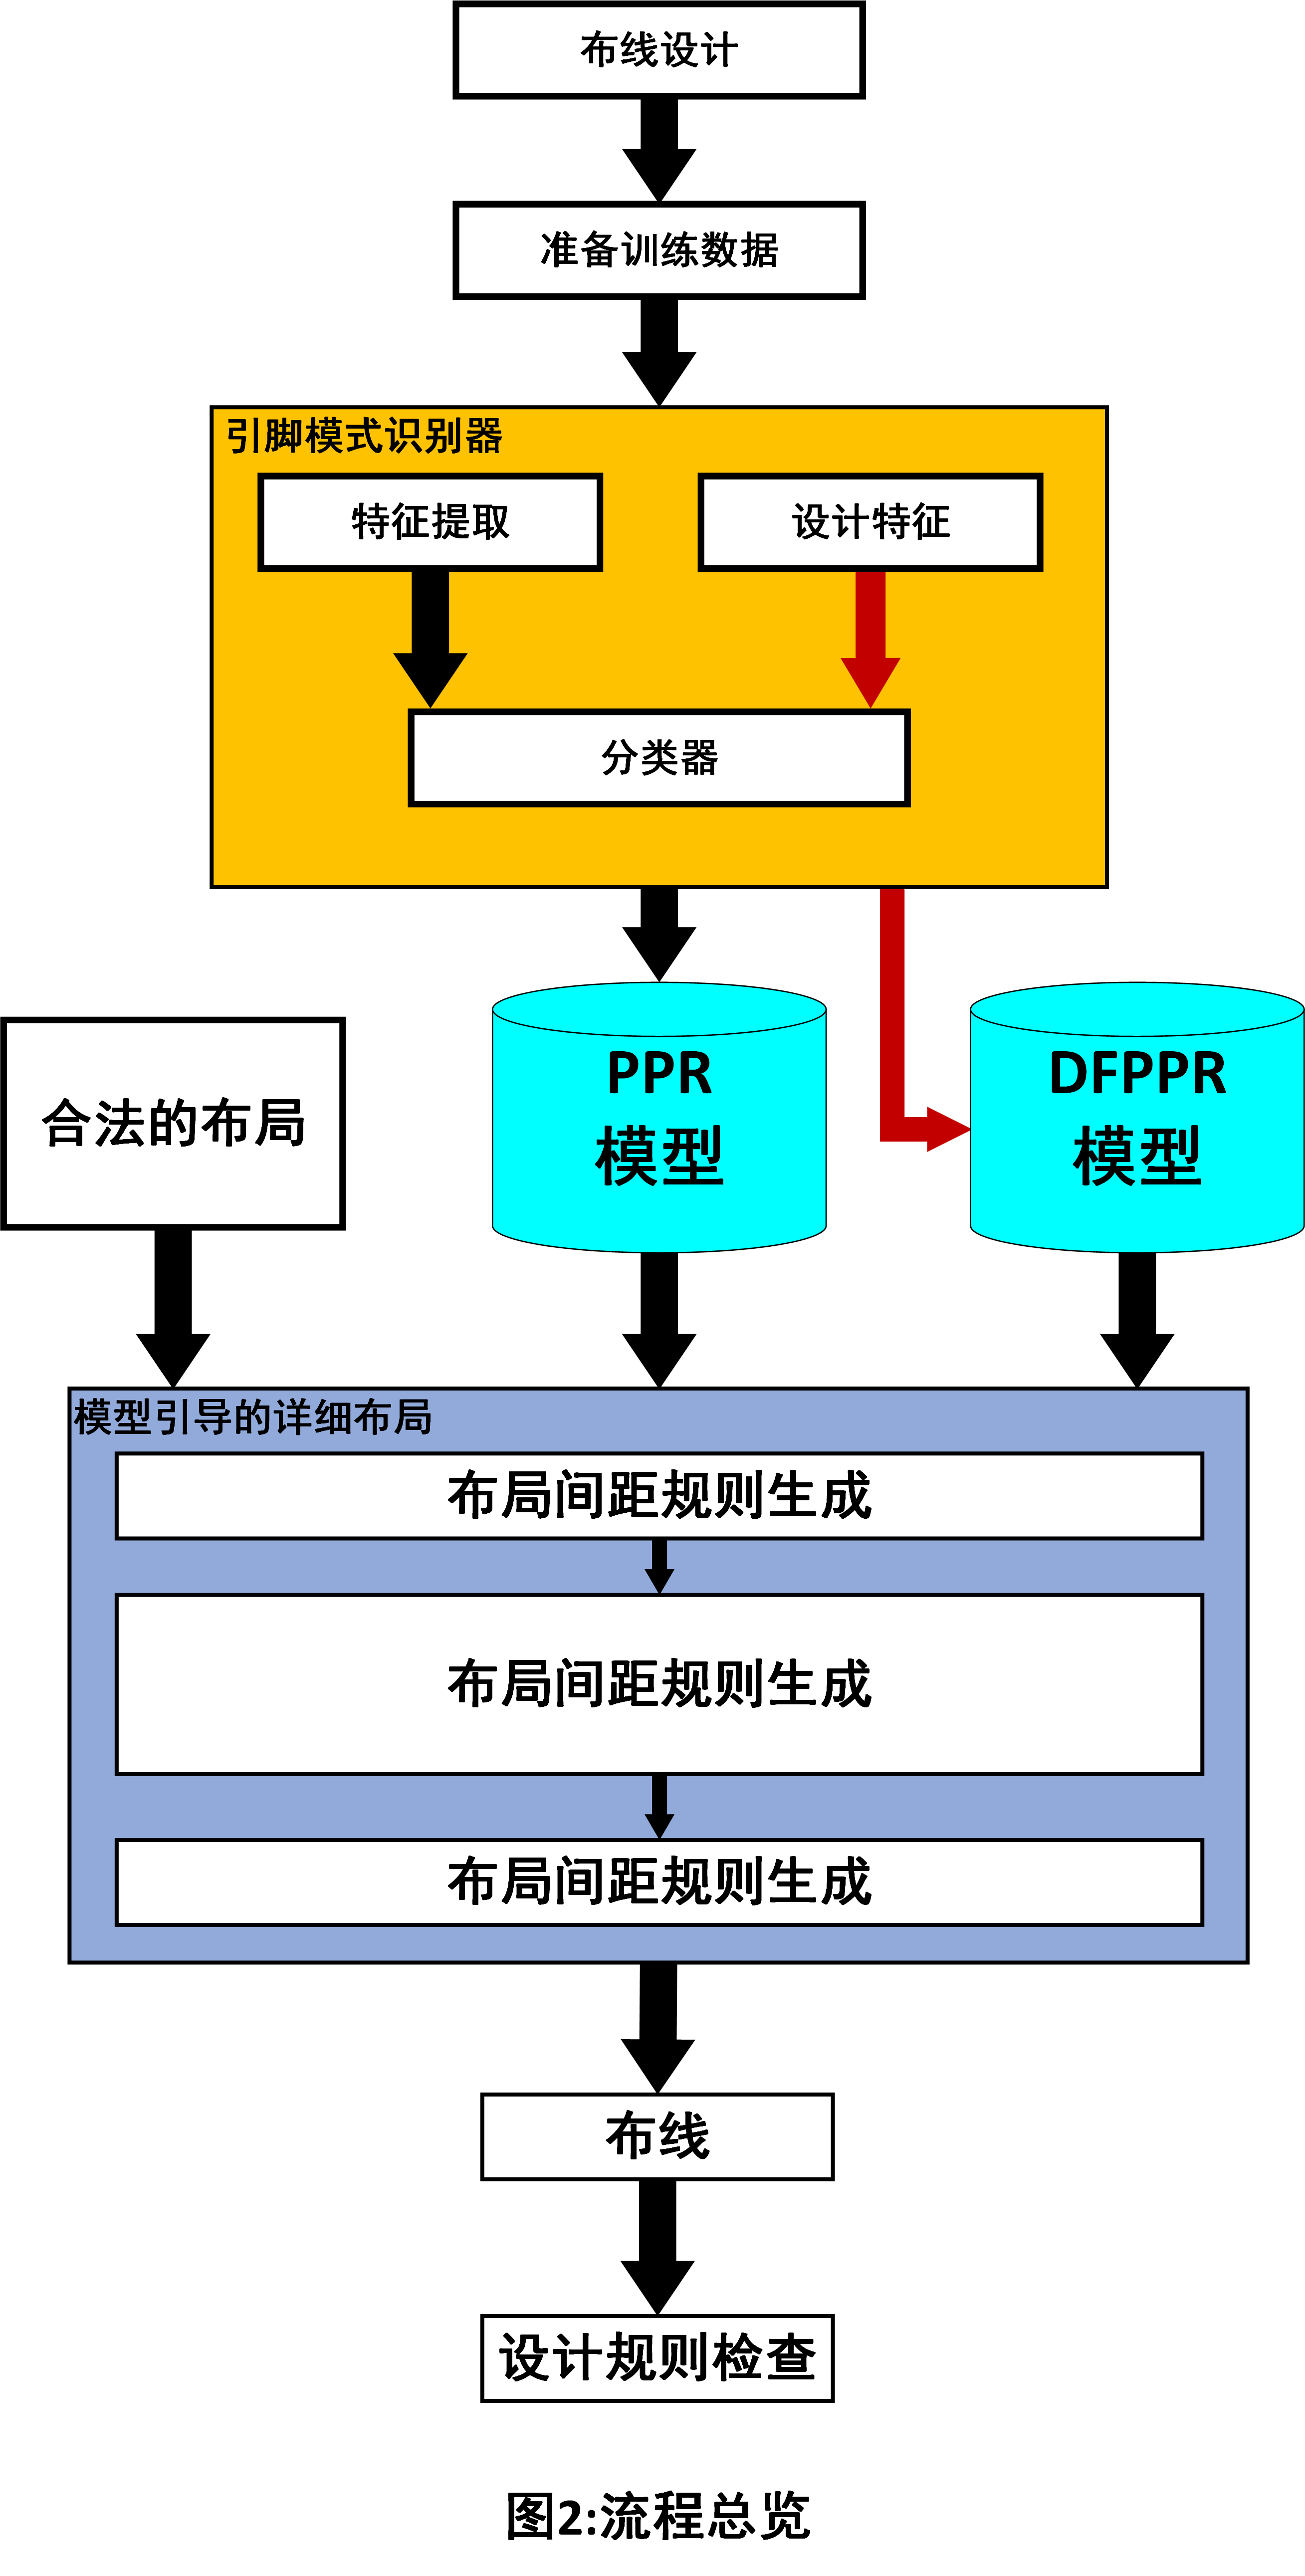 布线设计
准备训练数据
引脚模式识别器
特征提取
设计特征
分类器
合法的布局
PPR
模型
DFPPR
模型
模型引导的详细布局
布局间距规则生成
布局间距规则生成
布局间距规则生成
布线
设计规则检查
图2:流程总览